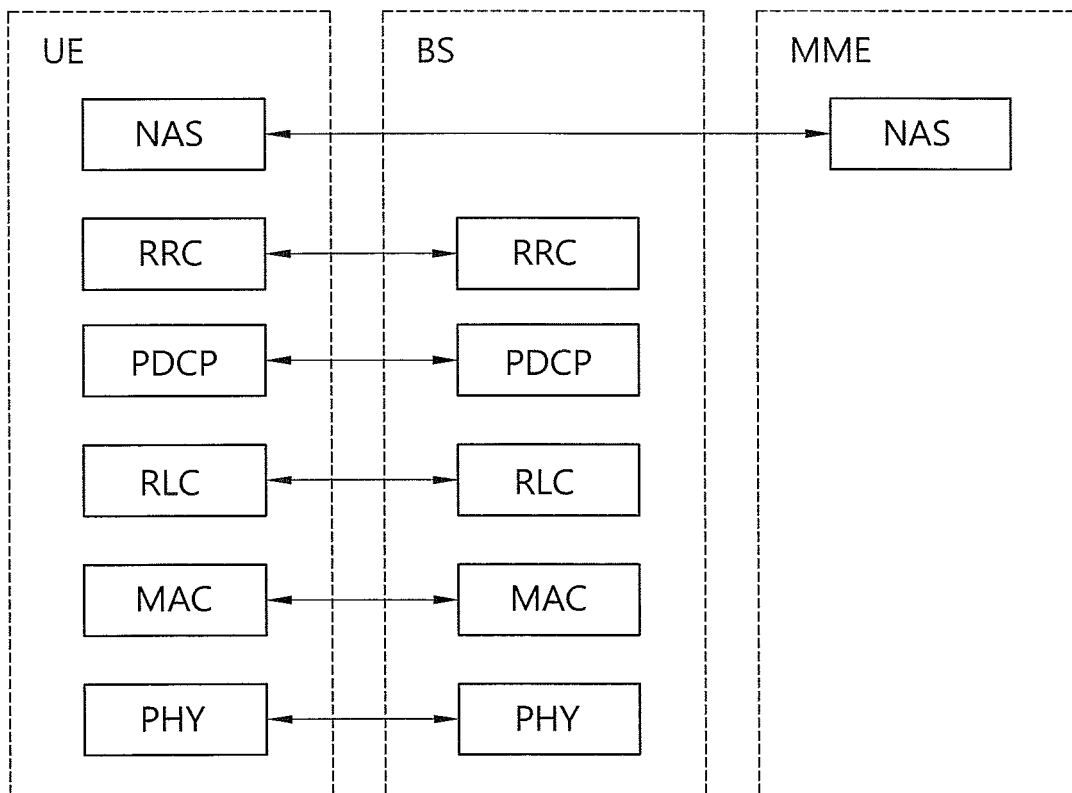 UE BS MME
NAS NAS
RRC RRC
PDCP PDCP
RLC RLC
MAC MAC
PHY PHY